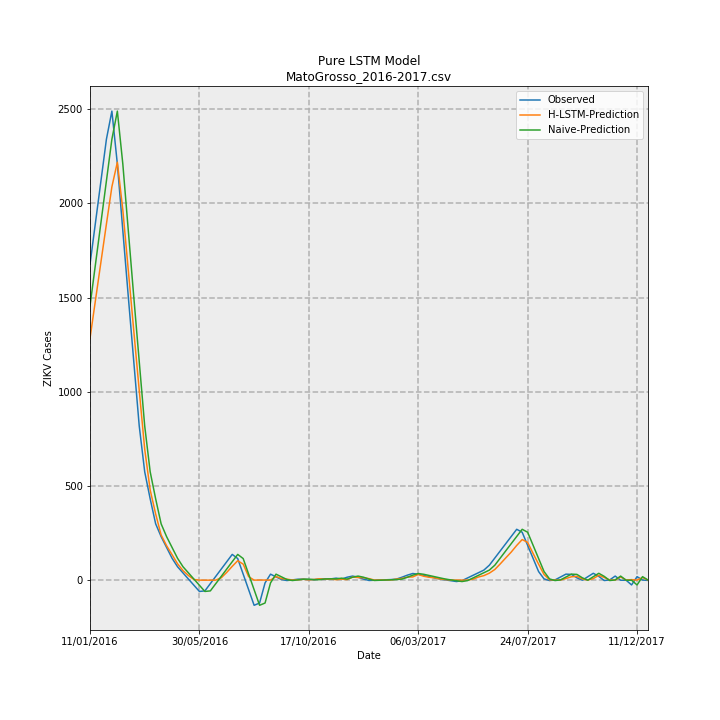 Pure LSTM Model
MatoGrosso_2016-2017.csv
Observed
H-LSTM-Prediction
Naive-Prediction
2500
2000
1500
1000
500
0
ZIKV Cases
11/01/2016
30/05/2016
17/10/2016
06/03/2017
24/07/2017
11/12/2017
Date